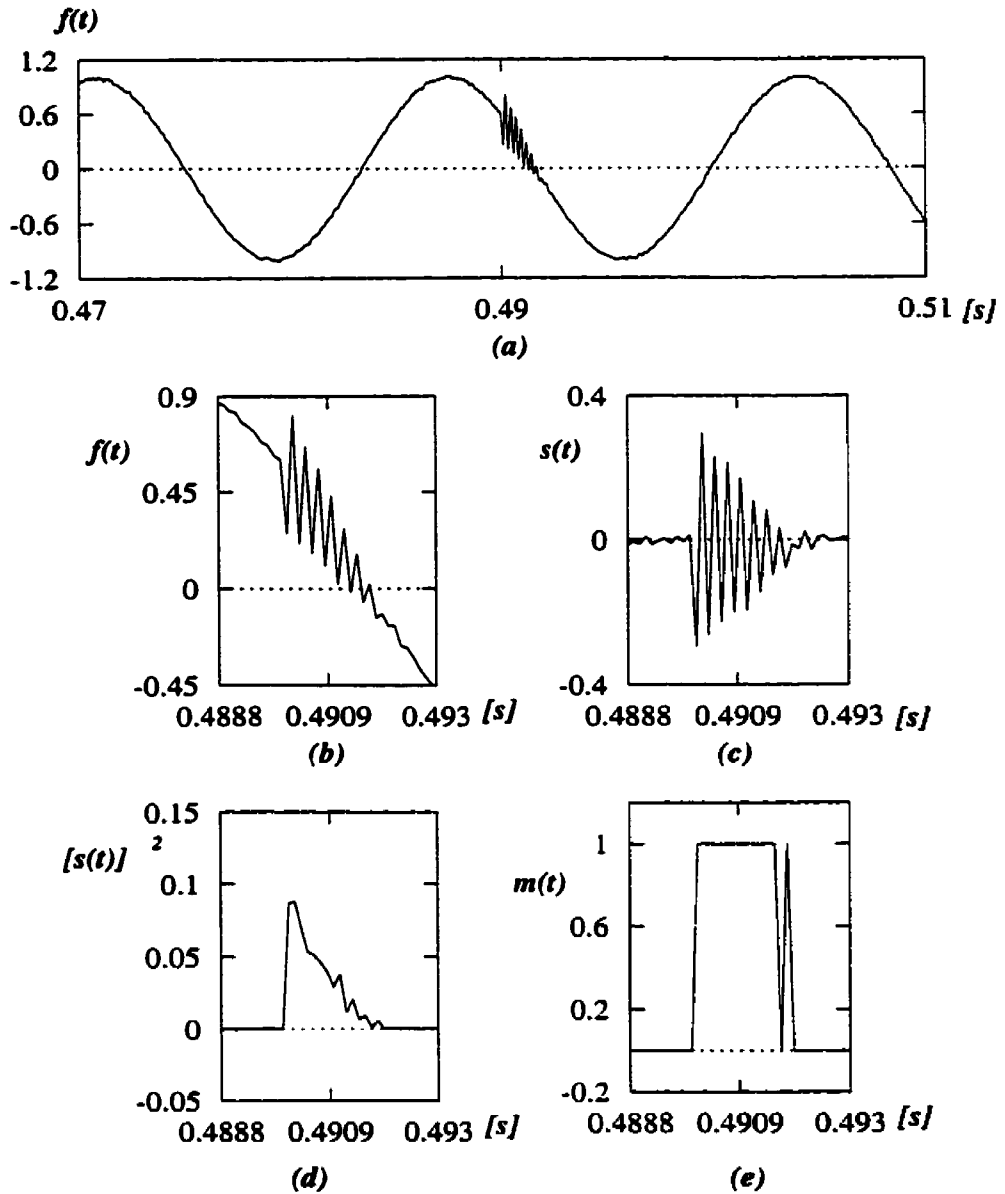 f(t)
1.2
0.6
0
-0.6
-1.2
0.47 0.49 0.51 [s]
(a)
0.9
f(t)
0.45
0
-0.45
0.4888 0.4909 0.493 [s]
(b)
0.4
s(t)
0
-0.4
0.4888 0.4909 0.493 [s]
(c)
0.15
[s(t)] 2
0.1
0.05
0
-0.05
0.4888 0.4909 0.493 [s]
(d)
1
m(t)
0.6
0.2
-0.2
0.4888 0.4909 0.493 [s]
(e)